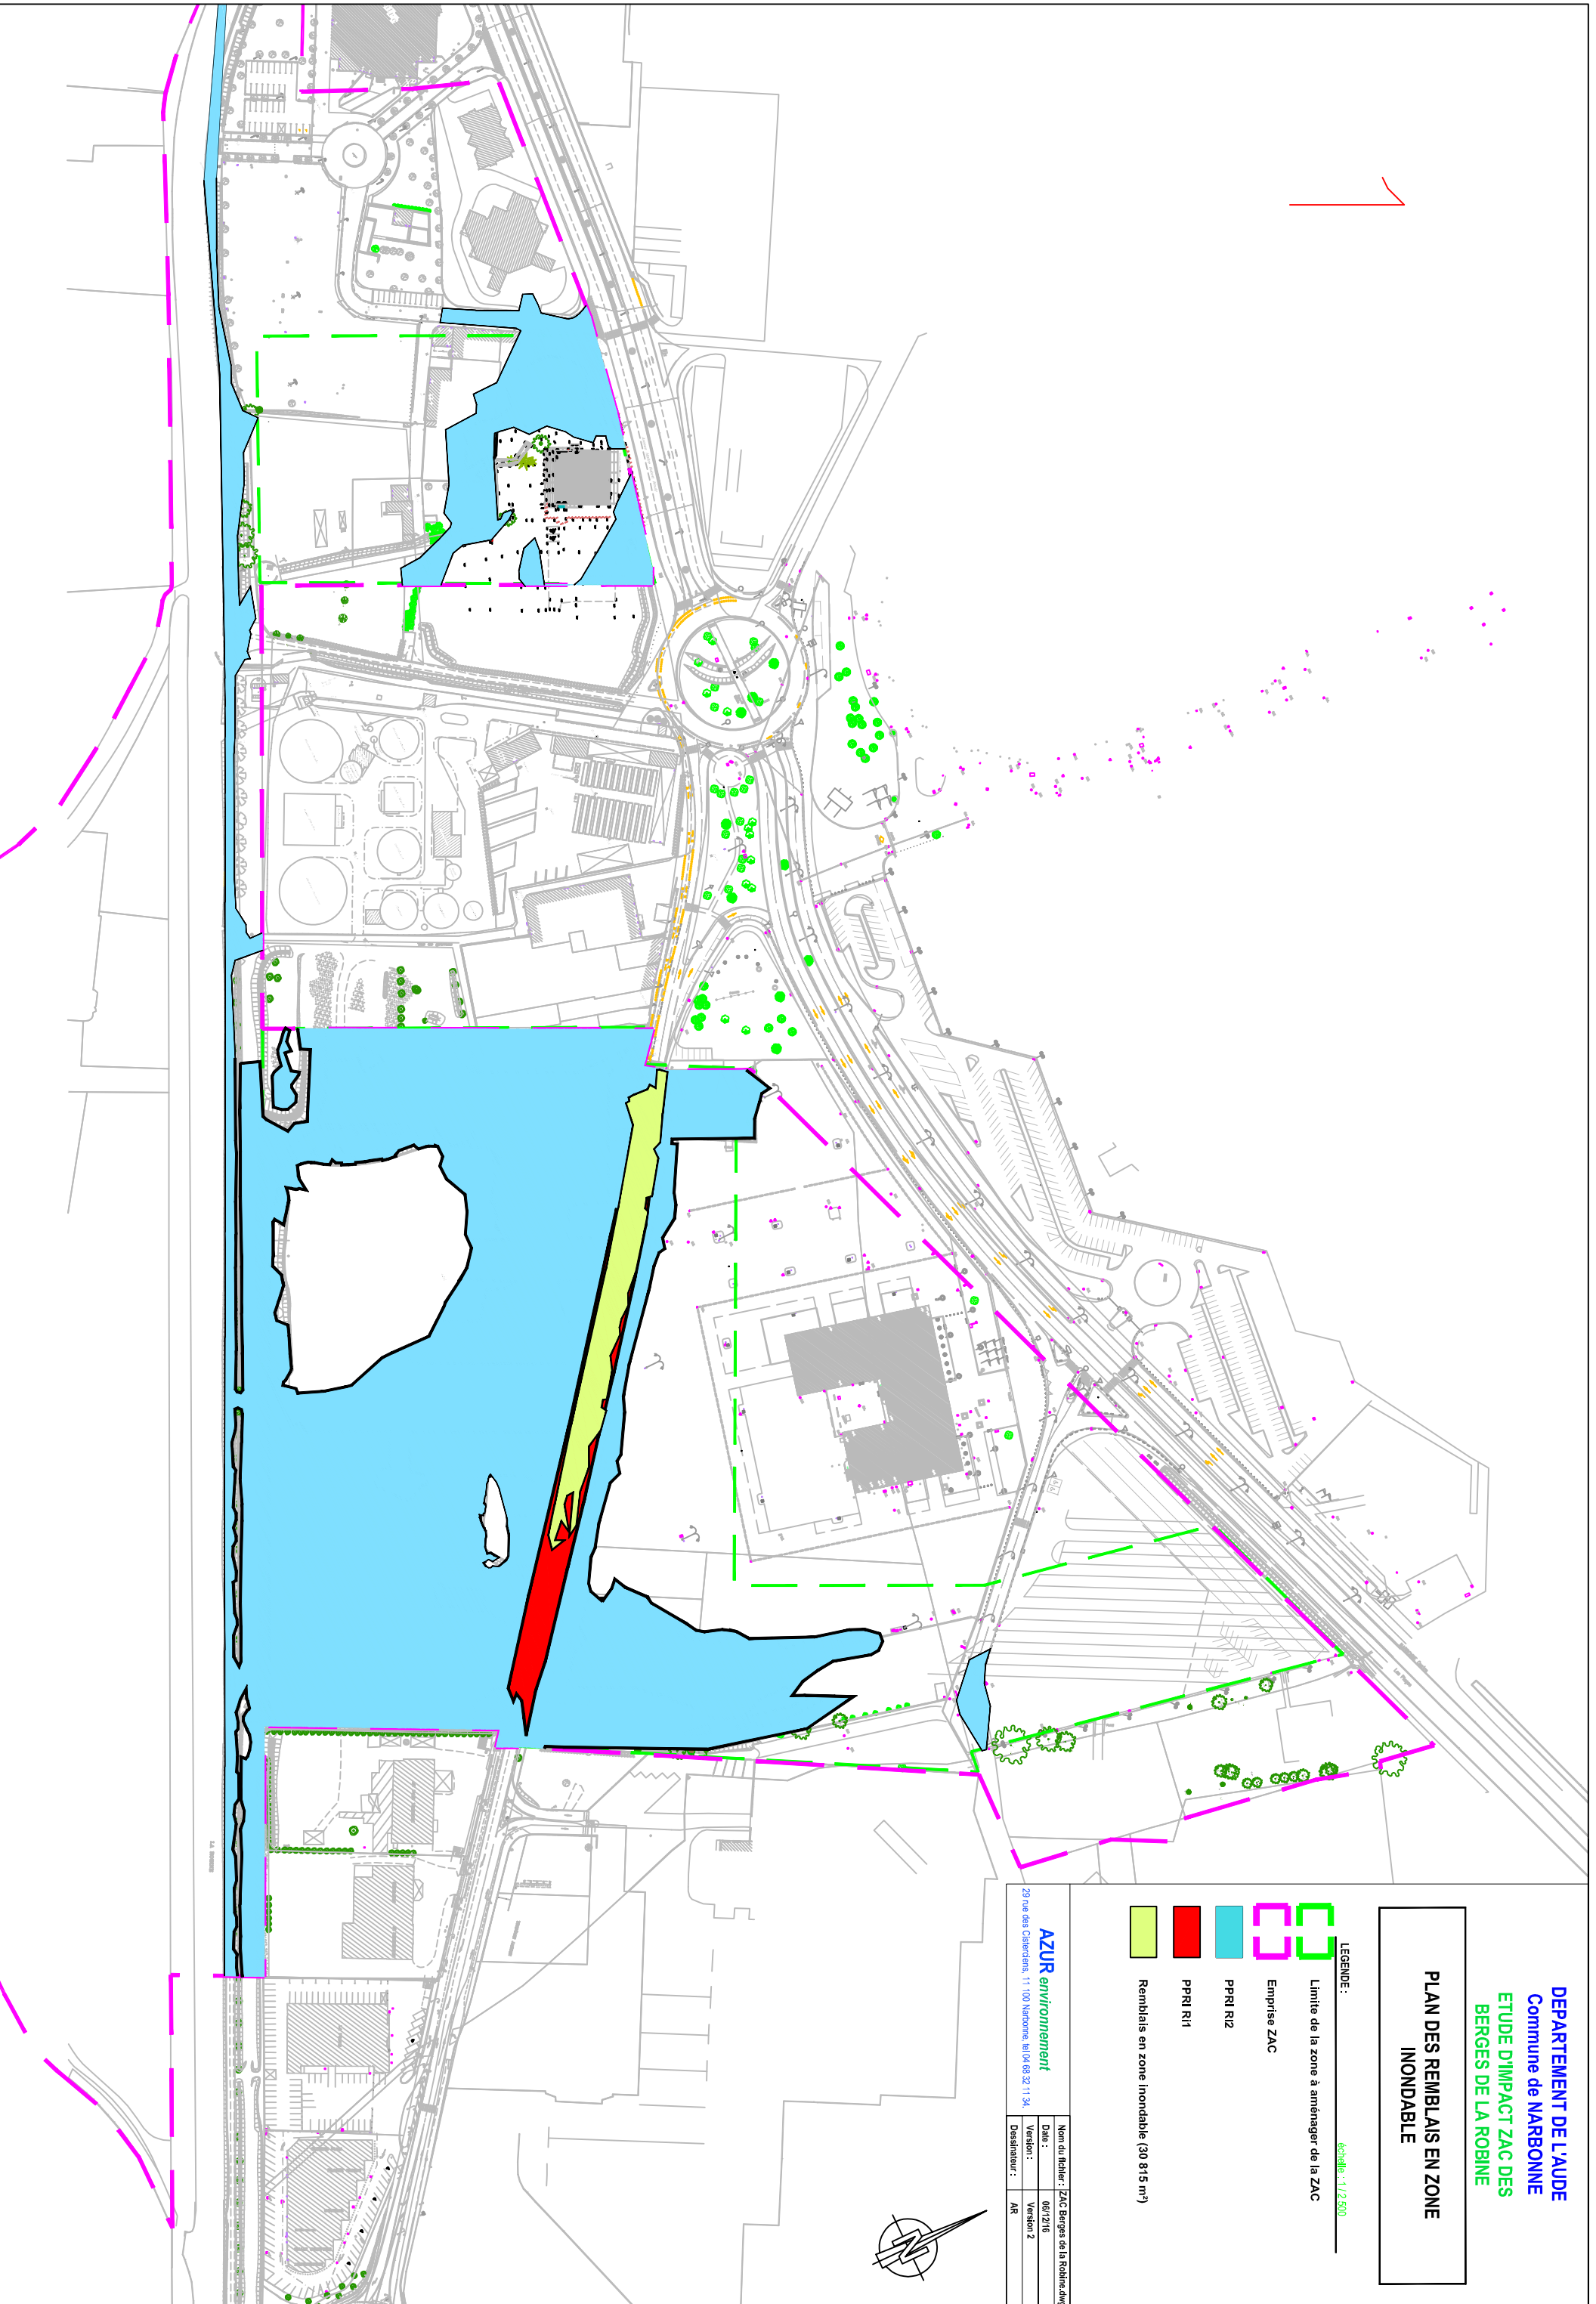 DEPARTEMENT DE L'AUDE
Commune de NARBONNE
ETUDE D'IMPACT ZAC DES
BERGES DE LA ROBINE
PLAN DES REMBLAIS EN ZONE
INONDABLE
LEGENDE :
échelle : 1 / 2 500
Limite de la zone à aménager de la ZAC
Emprise ZAC
PPRI Ri2
PPRI Ri1
Remblais en zone inondable (30 815 m²)
AZUR environnement
29 rue des Cisterciens, 11 100 Narbonne, tel 04 68 32 11 34,
Nom du fichier : ZAC Berges de la Robine.dwg
Date : 06/12/16
Version : Version 2
Dessinateur : AR
N
LA ROBINE